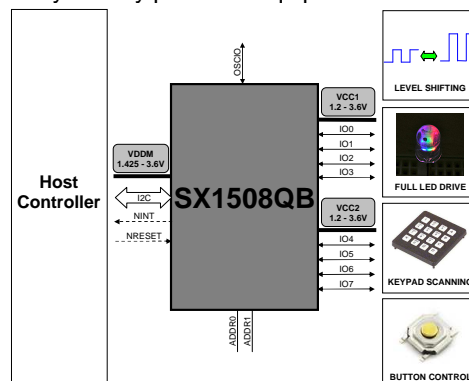 OSCIO
VCC1
1.2 - 3.6V
IO0
IO1
IO2
IO3
VDDM
1.425 - 3.6V
Host
Controller
I2C
NINT
NRESET
SX1508QB
VCC2
1.2 - 3.6V
IO4
IO5
IO6
IO7
ADDR0
ADDR1
LEVEL SHIFTING
FULL LED DRIVE
KEYPAD SCANNING
BUTTON CONTROL